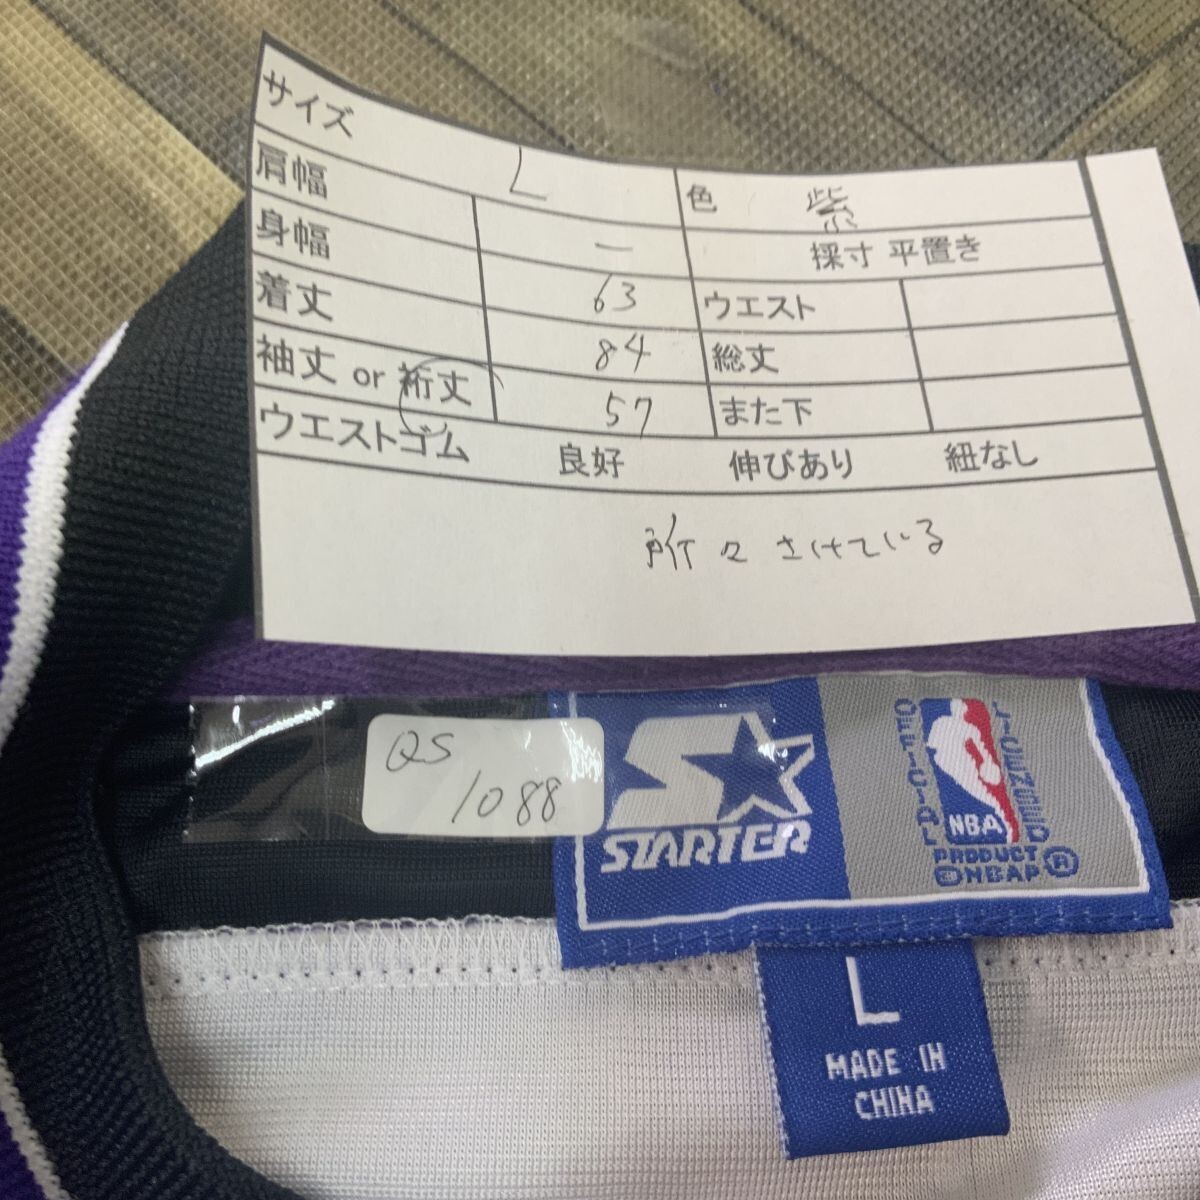 サイズ L 色 紫
肩幅 ー 採寸 平置き
身幅 63 ウエスト
着丈 84 総丈
袖丈 or 裄丈 57 また下
ウエストゴム 良好 伸びあり 紐なし
所々さけている
QS
1088
STARTER
OFFICIAL
LICENSED
NBA
PRODUCT
©NBAP ®
L
MADE IN
CHINA